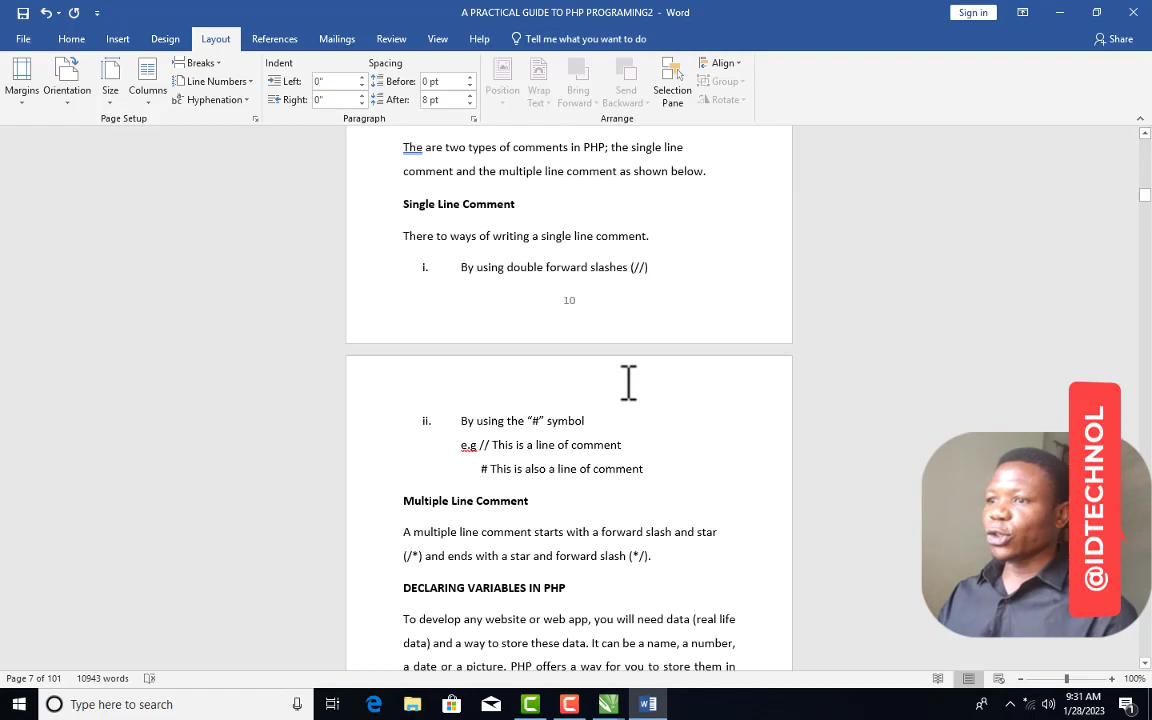 A PRACTICAL GUIDE TO PHP PROGRAMING2 - Word
Sign in
File Home Insert Design Layout References Mailings Review View Help Tell me what you want to do Share
Margins
Orientation
Size
Columns
Breaks
Line Numbers
Hyphenation
Page Setup
Indent
Left: 0"
Right: 0"
Spacing
Before: 0 pt
After: 8 pt
Paragraph
Position
Wrap
Text
Bring
Forward
Send
Backward
Selection
Pane
Align
Group
Rotate
Arrange
The are two types of comments in PHP; the single line
comment and the multiple line comment as shown below.
Single Line Comment
There to ways of writing a single line comment.
i. By using double forward slashes (//)
10
ii. By using the “#” symbol
e.g // This is a line of comment
# This is also a line of comment
Multiple Line Comment
A multiple line comment starts with a forward slash and star
(/*) and ends with a star and forward slash (*/).
DECLARING VARIABLES IN PHP
To develop any website or web app, you will need data (real life
data) and a way to store these data. It can be a name, a number,
a date or a picture. PHP offers a way for you to store them in
@IDTECHNOL
Page 7 of 101 10943 words
100%
Type here to search
9:31 AM
1/28/2023
1